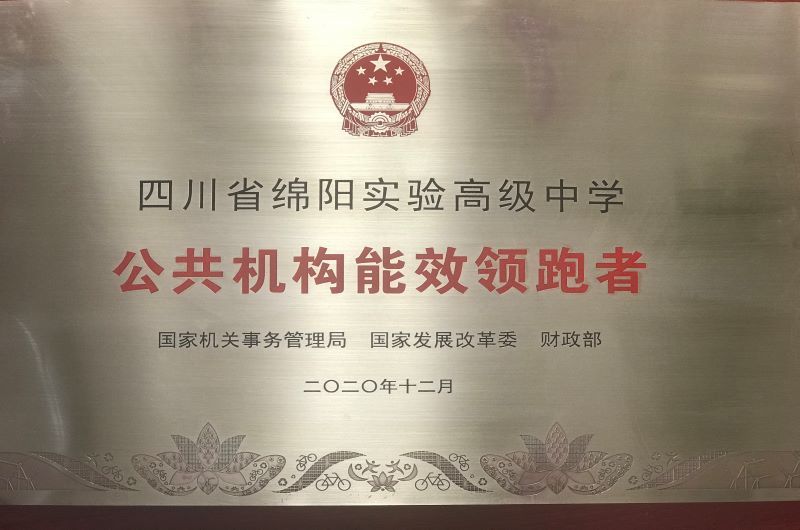 四川省绵阳实验高级中学
公共机构能效领跑者
国家机关事务管理局 国家发展改革委 财政部
二〇二〇年十二月